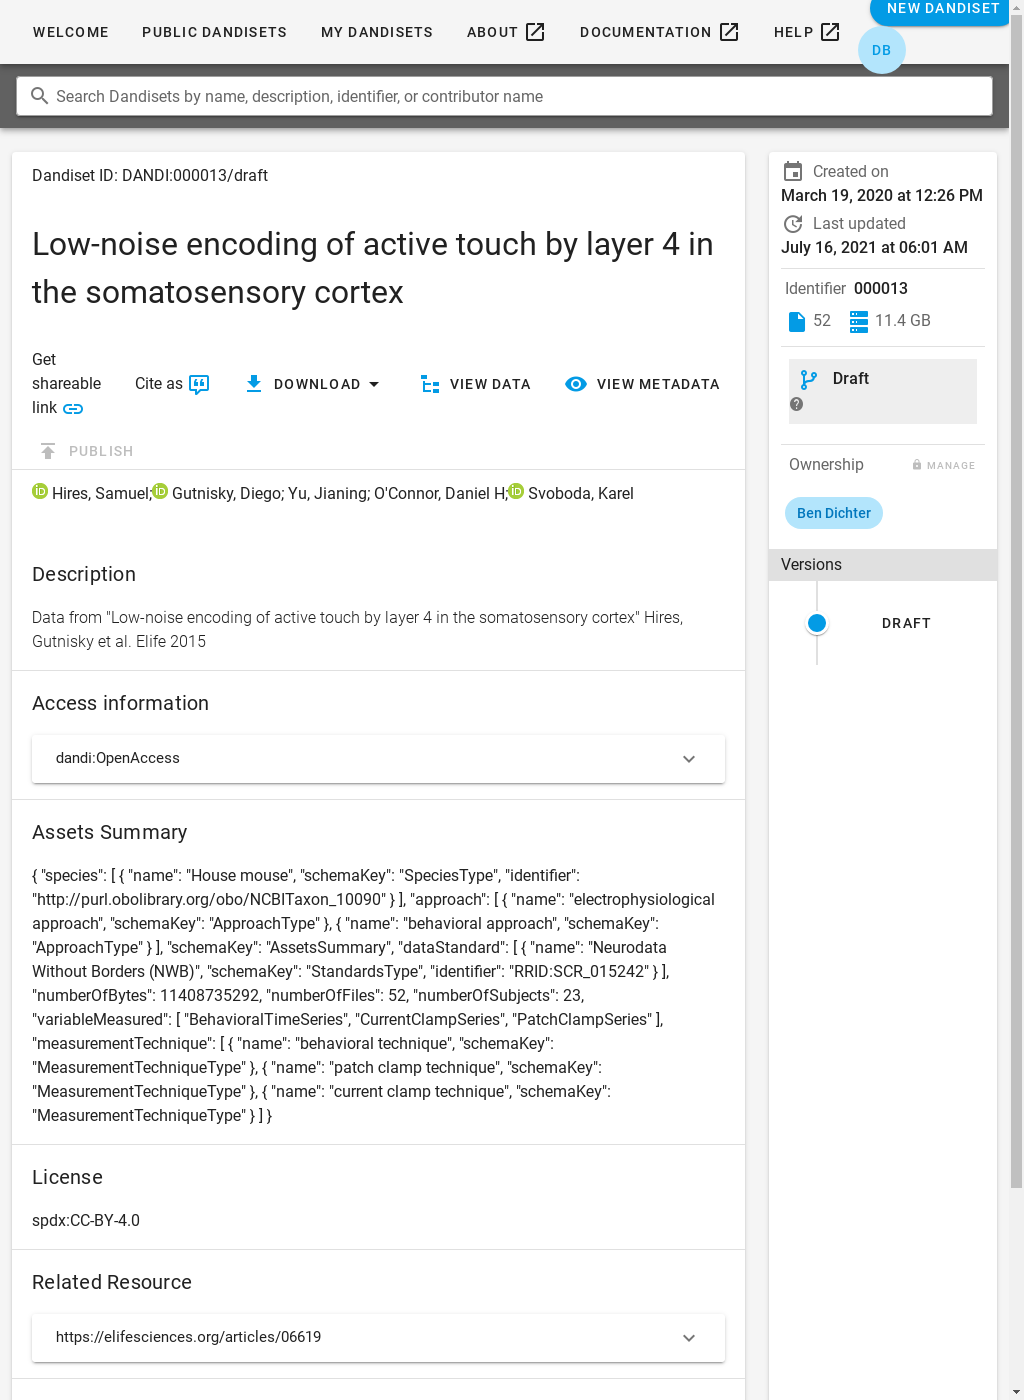 WELCOME PUBLIC DANDISETS MY DANDISETS ABOUT DOCUMENTATION HELP NEW DANDISET
DB
Search Dandisets by name, description, identifier, or contributor name
Dandiset ID: DANDI:000013/draft
Low-noise encoding of active touch by layer 4 in
the somatosensory cortex
Get
shareable
link
Cite as
DOWNLOAD
VIEW DATA
VIEW METADATA
PUBLISH
iD Hires, Samuel; iD Gutnisky, Diego; Yu, Jianing; O'Connor, Daniel H; iD Svoboda, Karel
Description
Data from "Low-noise encoding of active touch by layer 4 in the somatosensory cortex" Hires,
Gutnisky et al. Elife 2015
Access information
dandi:OpenAccess
Assets Summary
{ "species": [ { "name": "House mouse", "schemaKey": "SpeciesType", "identifier":
"http://purl.obolibrary.org/obo/NCBITaxon_10090" } ], "approach": [ { "name": "electrophysiological
approach", "schemaKey": "ApproachType" }, { "name": "behavioral approach", "schemaKey":
"ApproachType" } ], "schemaKey": "AssetsSummary", "dataStandard": [ { "name": "Neurodata
Without Borders (NWB)", "schemaKey": "StandardsType", "identifier": "RRID:SCR_015242" } ],
"numberOfBytes": 11408735292, "numberOfFiles": 52, "numberOfSubjects": 23,
"variableMeasured": [ "BehavioralTimeSeries", "CurrentClampSeries", "PatchClampSeries" ],
"measurementTechnique": [ { "name": "behavioral technique", "schemaKey":
"MeasurementTechniqueType" }, { "name": "patch clamp technique", "schemaKey":
"MeasurementTechniqueType" }, { "name": "current clamp technique", "schemaKey":
"MeasurementTechniqueType" } ] }
License
spdx:CC-BY-4.0
Related Resource
https://elifesciences.org/articles/06619
Created on
March 19, 2020 at 12:26 PM
Last updated
July 16, 2021 at 06:01 AM
Identifier 000013
52 11.4 GB
Draft
?
Ownership MANAGE
Ben Dichter
Versions
DRAFT